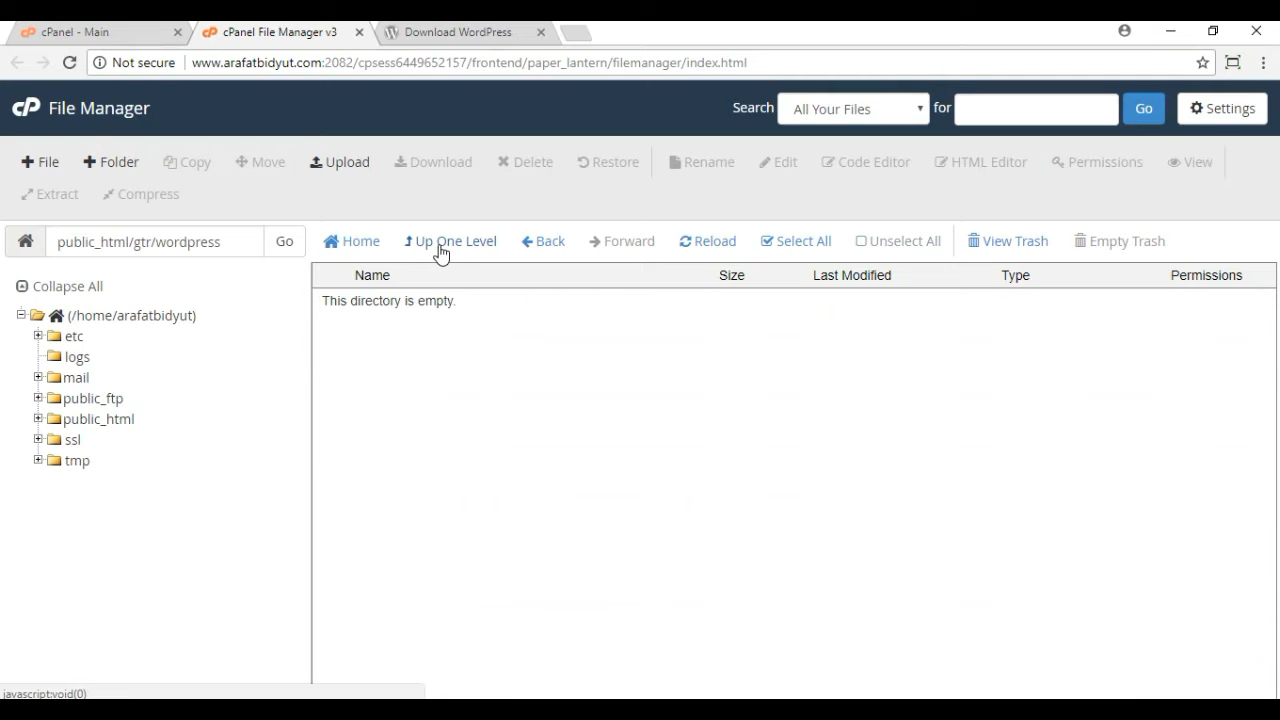 cPanel - Main
cPanel File Manager v3
Download WordPress
Not secure
www.arafatbidyut.com:2082/cpsess6449652157/frontend/paper_lantern/filemanager/index.html
cP File Manager
Search
All Your Files
for
Go
Settings
File
Folder
Copy
Move
Upload
Download
Delete
Restore
Rename
Edit
Code Editor
HTML Editor
Permissions
View
Extract
Compress
public_html/gtr/wordpress
Go
Home
Up One Level
Back
Forward
Reload
Select All
Unselect All
View Trash
Empty Trash
Name
Size
Last Modified
Type
Permissions
This directory is empty.
Collapse All
(/home/arafatbidyut)
etc
logs
mail
public_ftp
public_html
ssl
tmp
javascript:void(0)